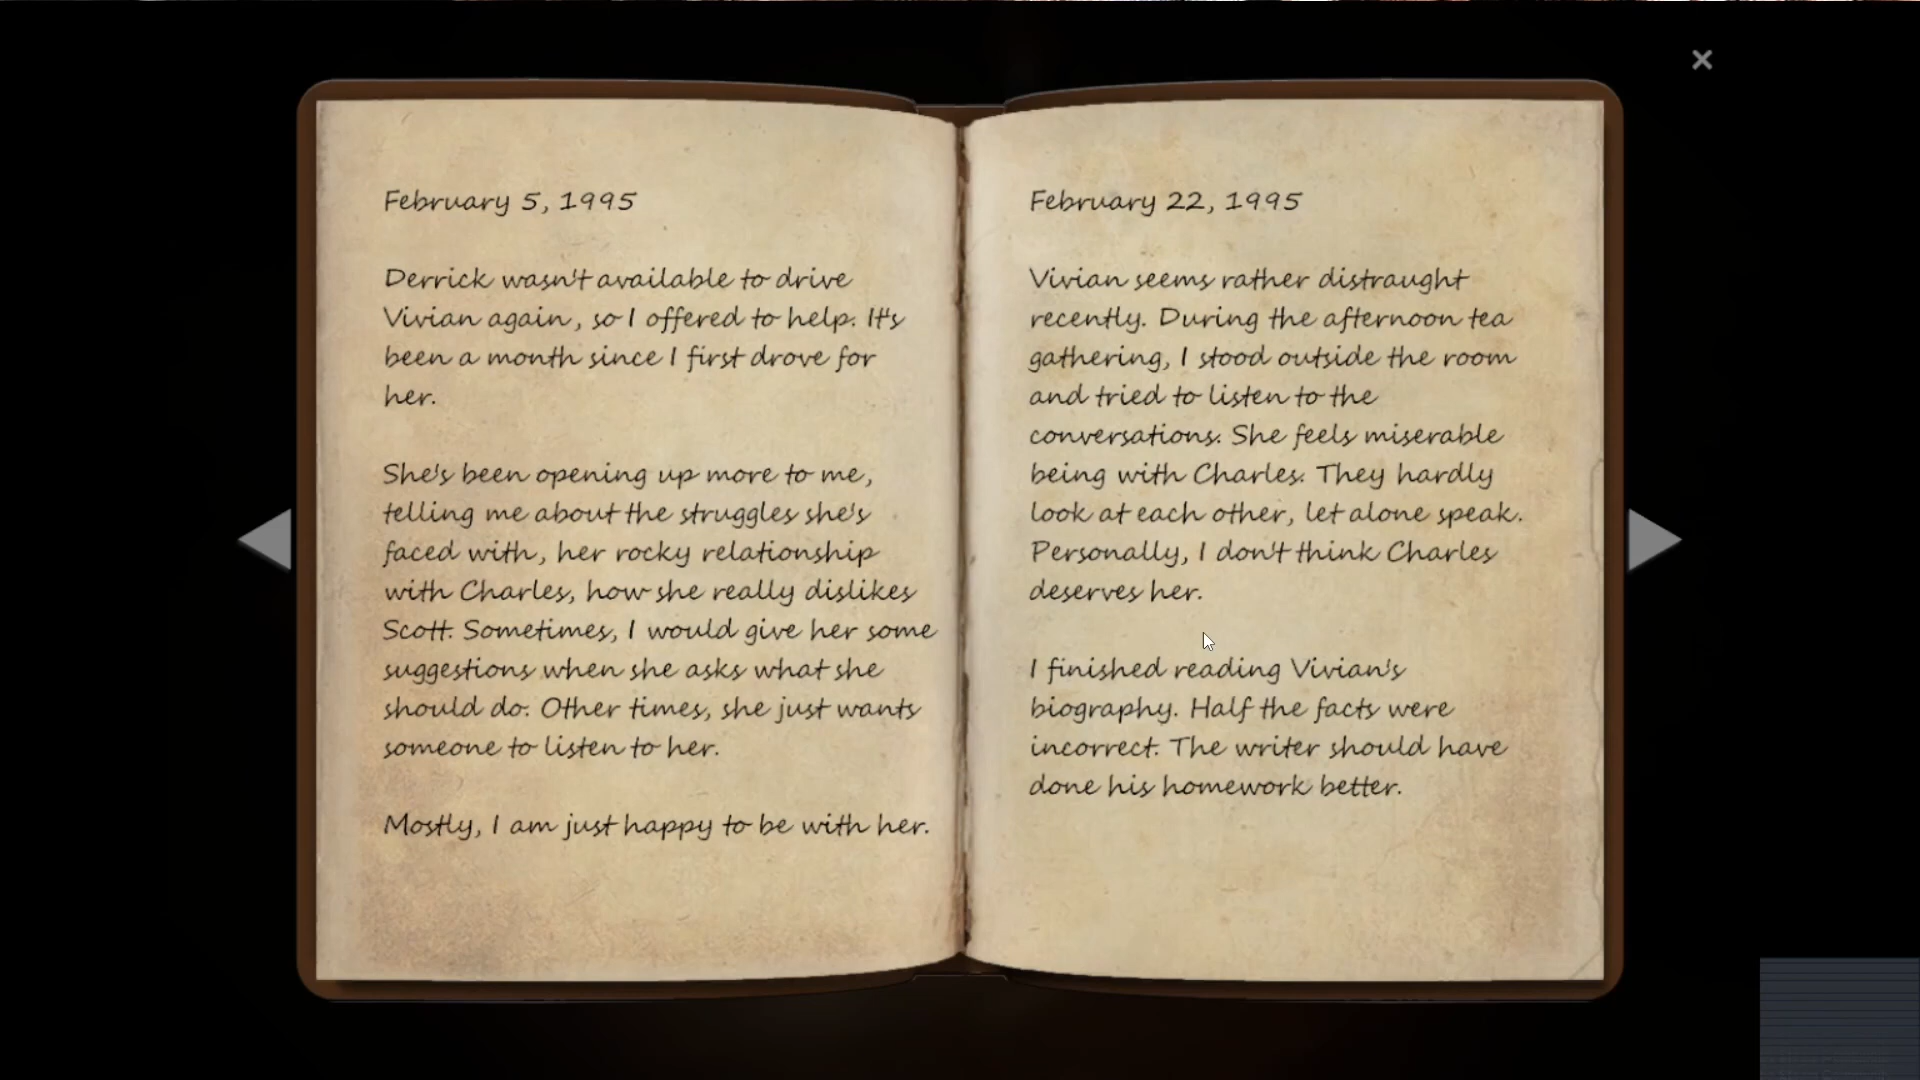 February 5, 1995
Derrick wasn't available to drive
Vivian again, so I offered to help. It's
been a month since I first drove for
her.
She's been opening up more to me,
telling me about the struggles she's
faced with, her rocky relationship
with Charles, how she really dislikes
Scott. Sometimes, I would give her some
suggestions when she asks what she
should do. Other times, she just wants
someone to listen to her.
Mostly, I am just happy to be with her.
February 22, 1995
Vivian seems rather distraught
recently. During the afternoon tea
gathering, I stood outside the room
and tried to listen to the
conversations. She feels miserable
being with Charles. They hardly
look at each other, let alone speak.
Personally, I don't think Charles
deserves her.
I finished reading Vivian's
biography. Half the facts were
incorrect. The writer should have
done his homework better.